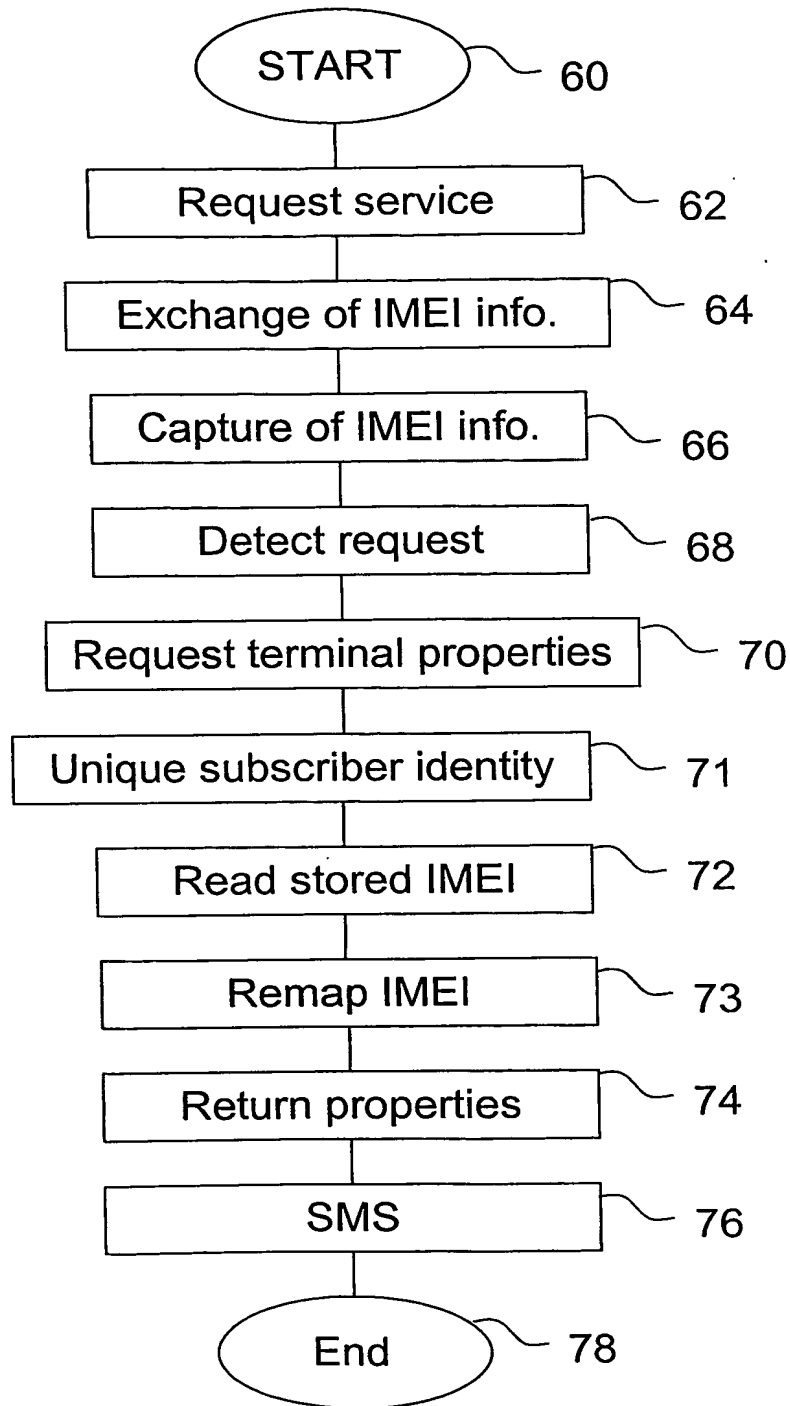 START 60
Request service 62
Exchange of IMEI info. 64
Capture of IMEI info. 66
Detect request 68
Request terminal properties 70
Unique subscriber identity 71
Read stored IMEI 72
Remap IMEI 73
Return properties 74
SMS 76
End 78